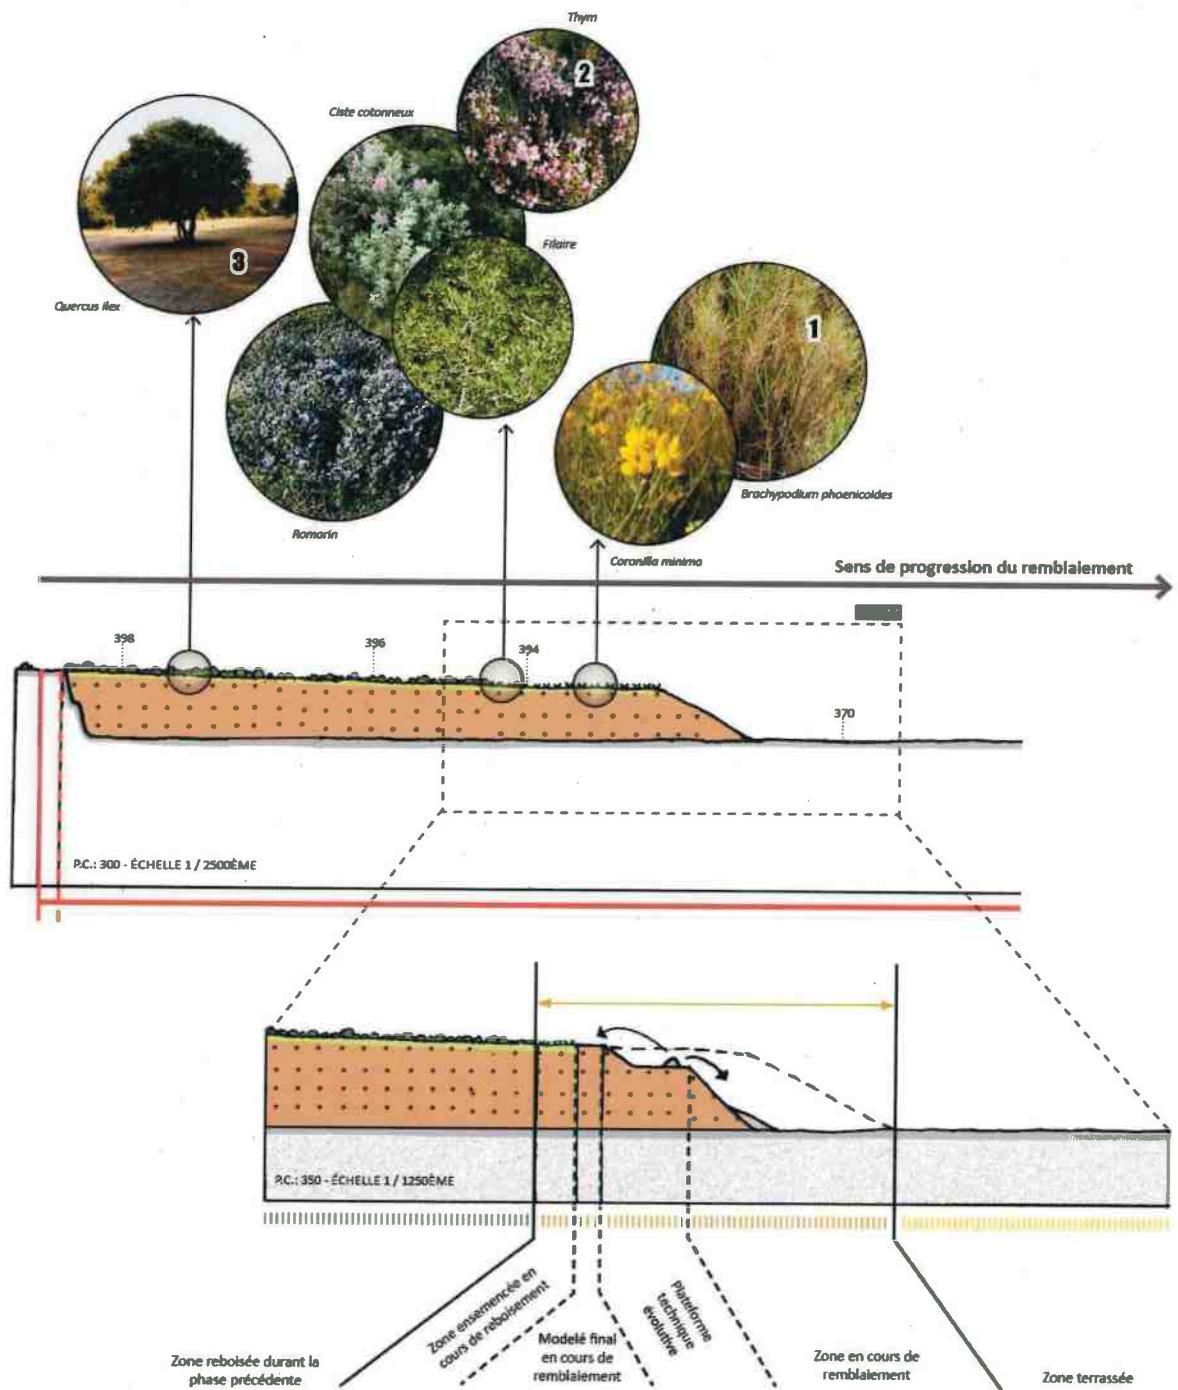 Thym
2
Ciste cotonneux
3
Filaire
Quercus ilex
1
Brachypodium phoenicoides
Romarin
Coronilla minima
Sens de progression du remblaiement
398
396
394
370
P.C.: 300 - ÉCHELLE 1 / 2500ÈME
P.C.: 350 - ÉCHELLE 1 / 1250ÈME
Zone ensemencée en
cours de reboisement
Plateforme
technique
évolutive
Modelé final
en cours de
remblaiement
Zone reboisée durant la
phase précédente
Zone en cours de
remblaiement
Zone terrassée